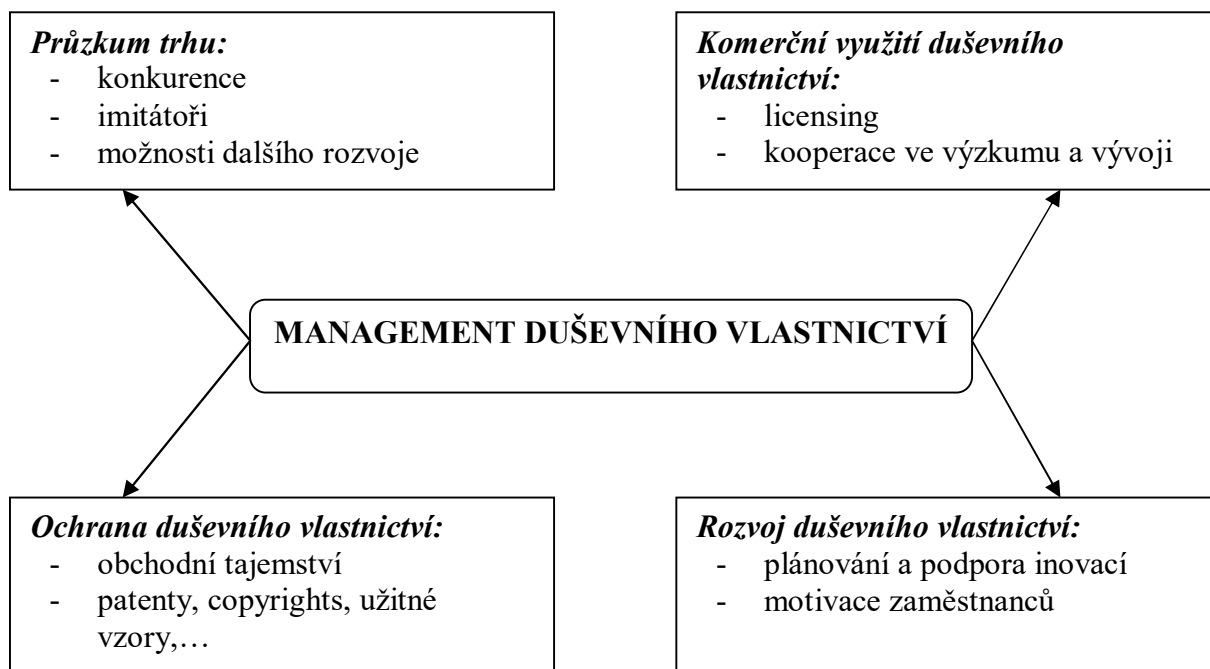 Průzkum trhu:
- konkurence
- imitátoři
- možnosti dalšího rozvoje
Komerční využití duševního
vlastnictví:
- licensing
- kooperace ve výzkumu a vývoji
MANAGEMENT DUŠEVNÍHO VLASTNICTVÍ
Ochrana duševního vlastnictví:
- obchodní tajemství
- patenty, copyrights, užitné
vzory,…
Rozvoj duševního vlastnictví:
- plánování a podpora inovací
- motivace zaměstnanců